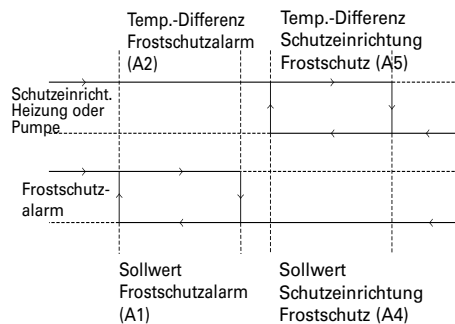 Temp.-Differenz
Frostschutzalarm
(A2)
Temp.-Differenz
Schutzeinrichtung
Frostschutz (A5)
Schutzeinricht.
Heizung oder
Pumpe
Frostschutz-
alarm
Sollwert
Frostschutzalarm
(A1)
Sollwert
Schutzeinrichtung
Frostschutz (A4)